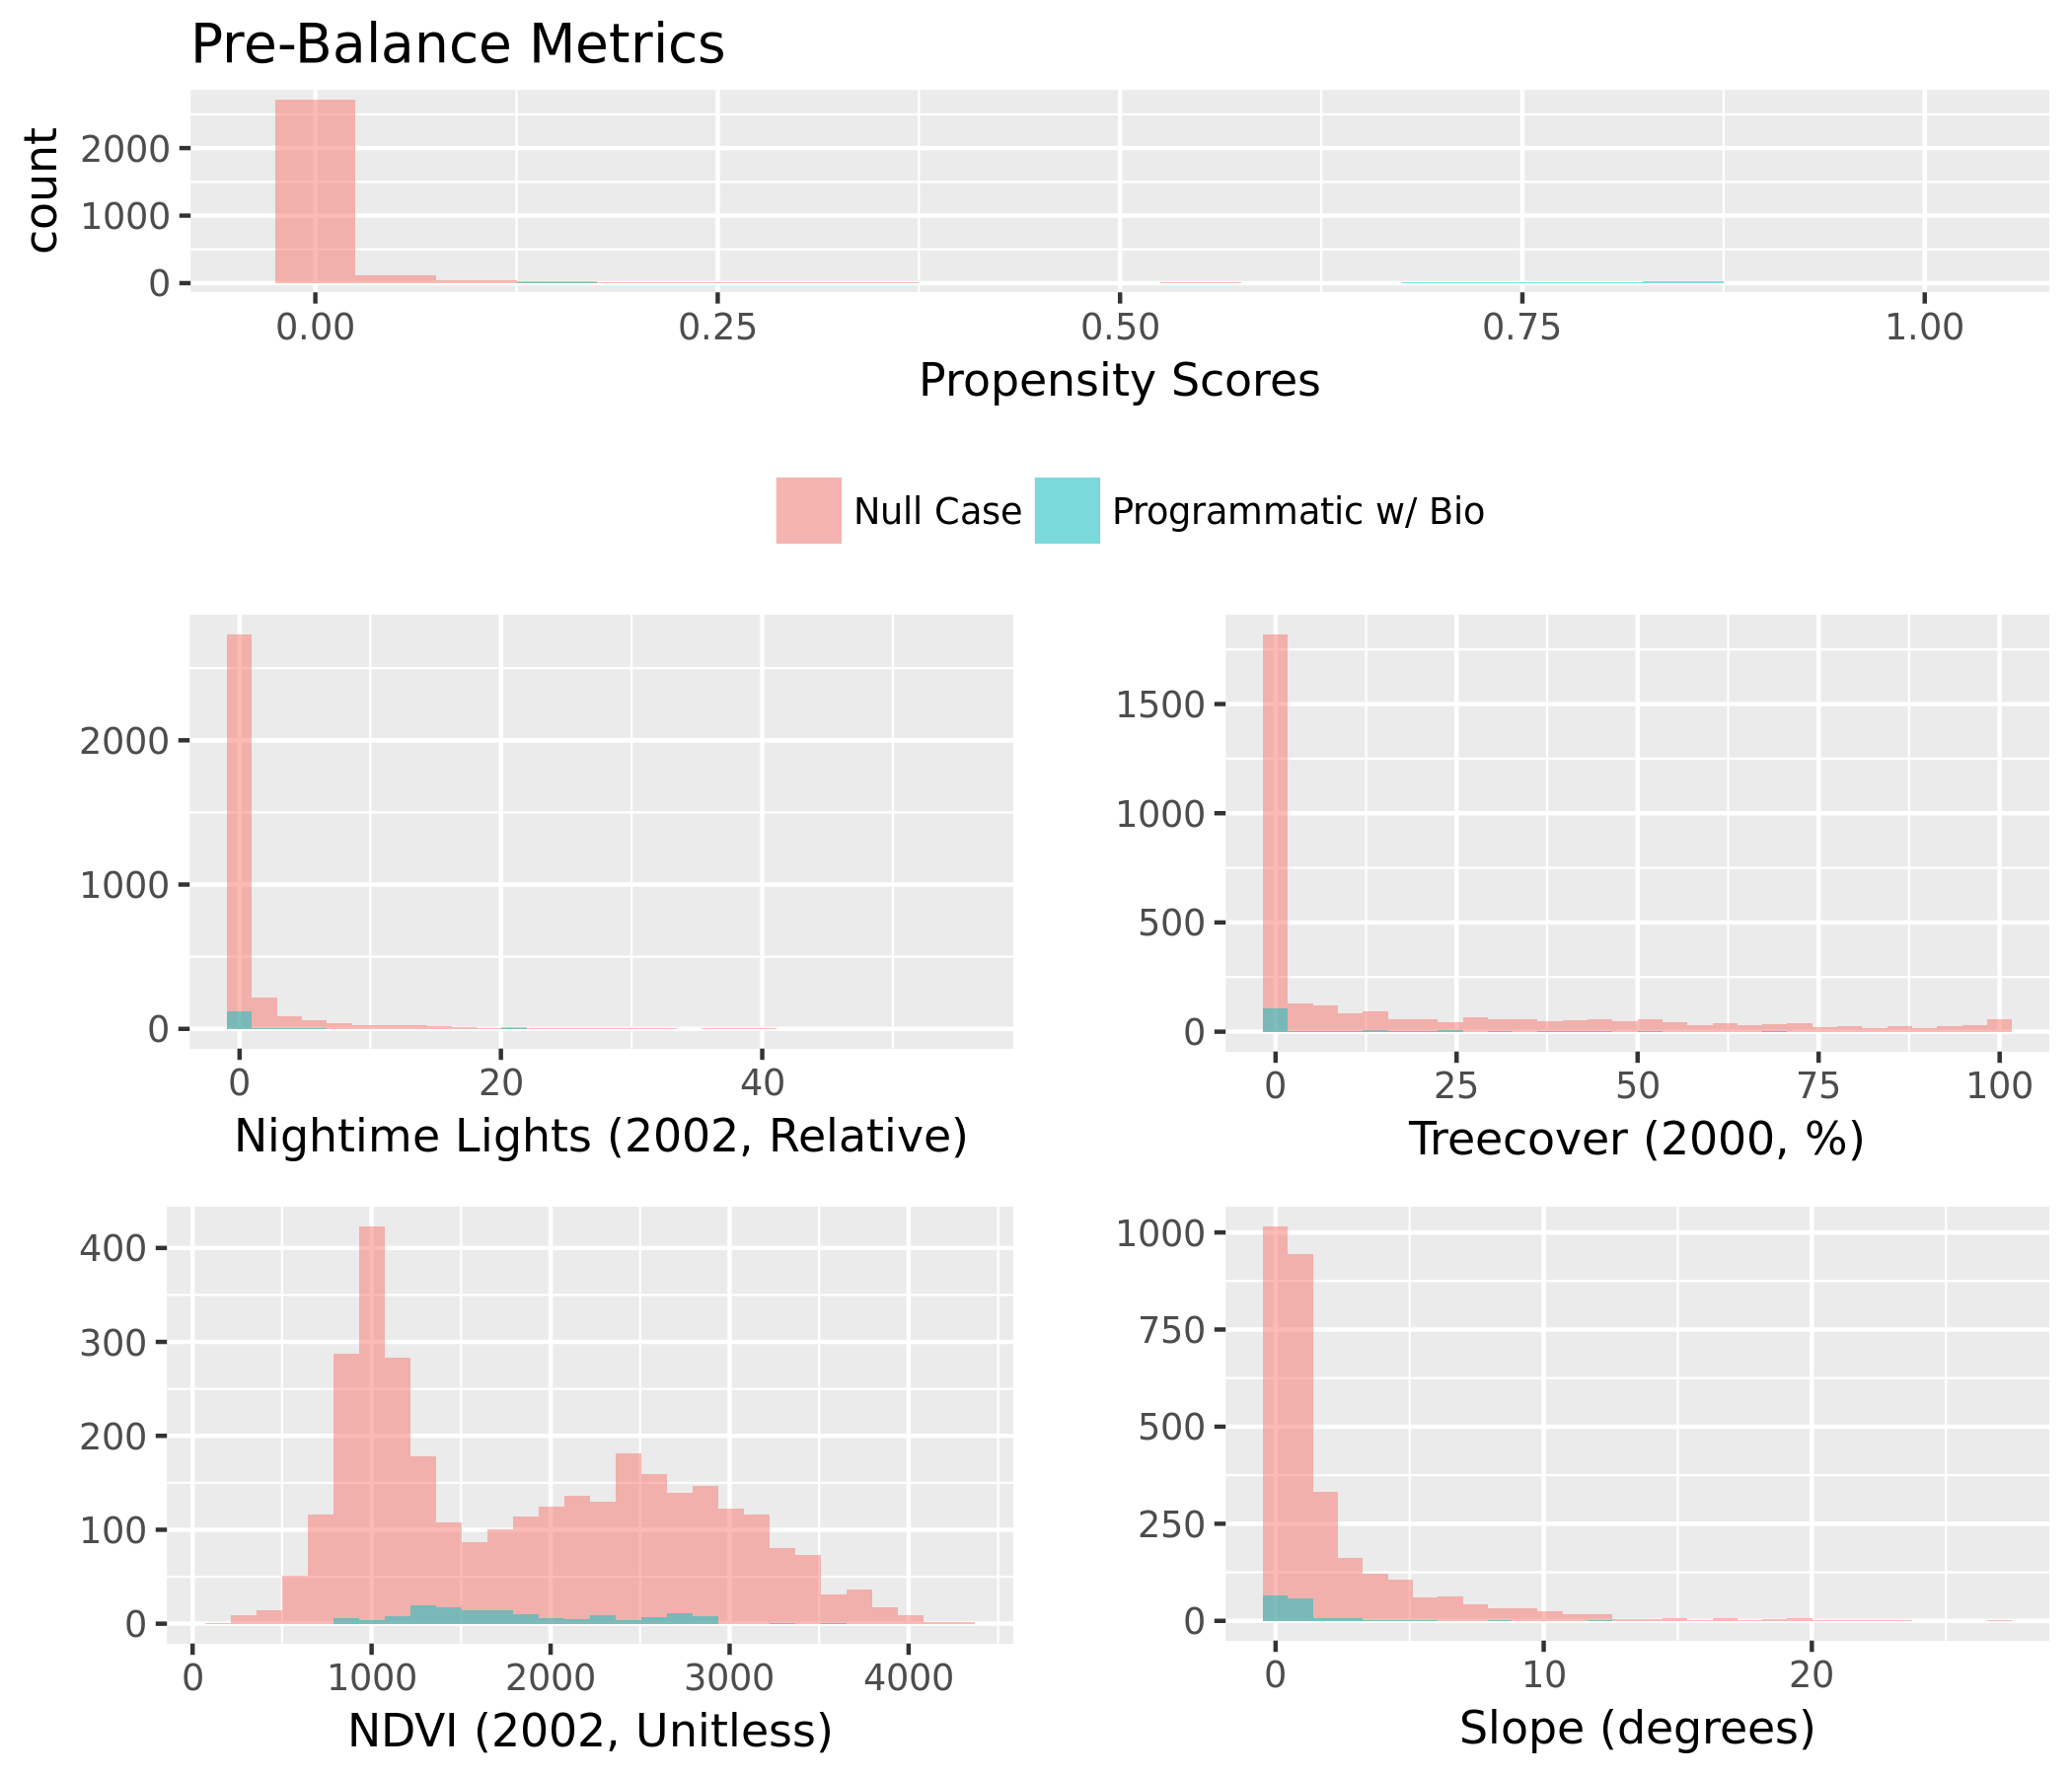 Pre-Balance Metrics
count
2000
1000
0
0.00 0.25 0.50 0.75 1.00
Propensity Scores
Null Case Programmatic w/ Bio
2000
1000
0
0 20 40
Nightime Lights (2002, Relative)
1500
1000
500
0
0 25 50 75 100
Treecover (2000, %)
400
300
200
100
0
0 1000 2000 3000 4000
NDVI (2002, Unitless)
1000
750
500
250
0
0 10 20
Slope (degrees)